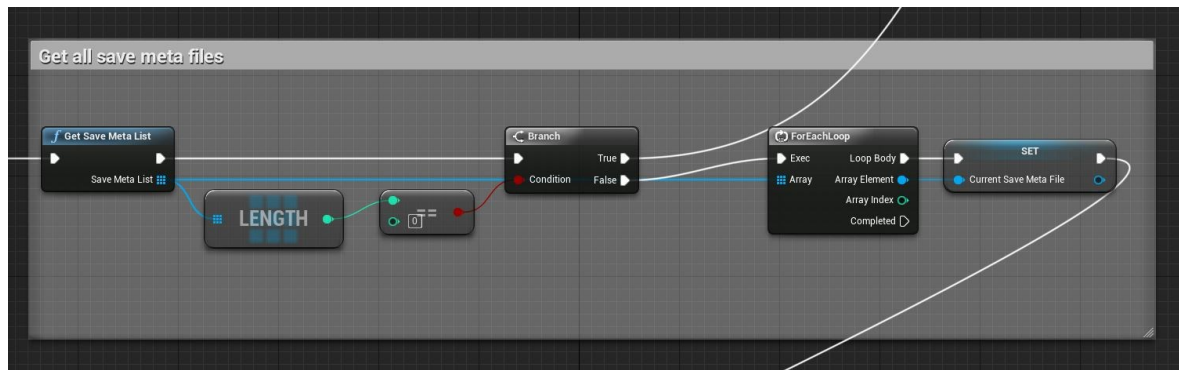 Get all save meta files
f Get Save Meta List
Save Meta List
LENGTH
0
==
Branch
True
Condition
False
ForEachLoop
Exec
Loop Body
Array
Array Element
Array Index
Completed
SET
Current Save Meta File